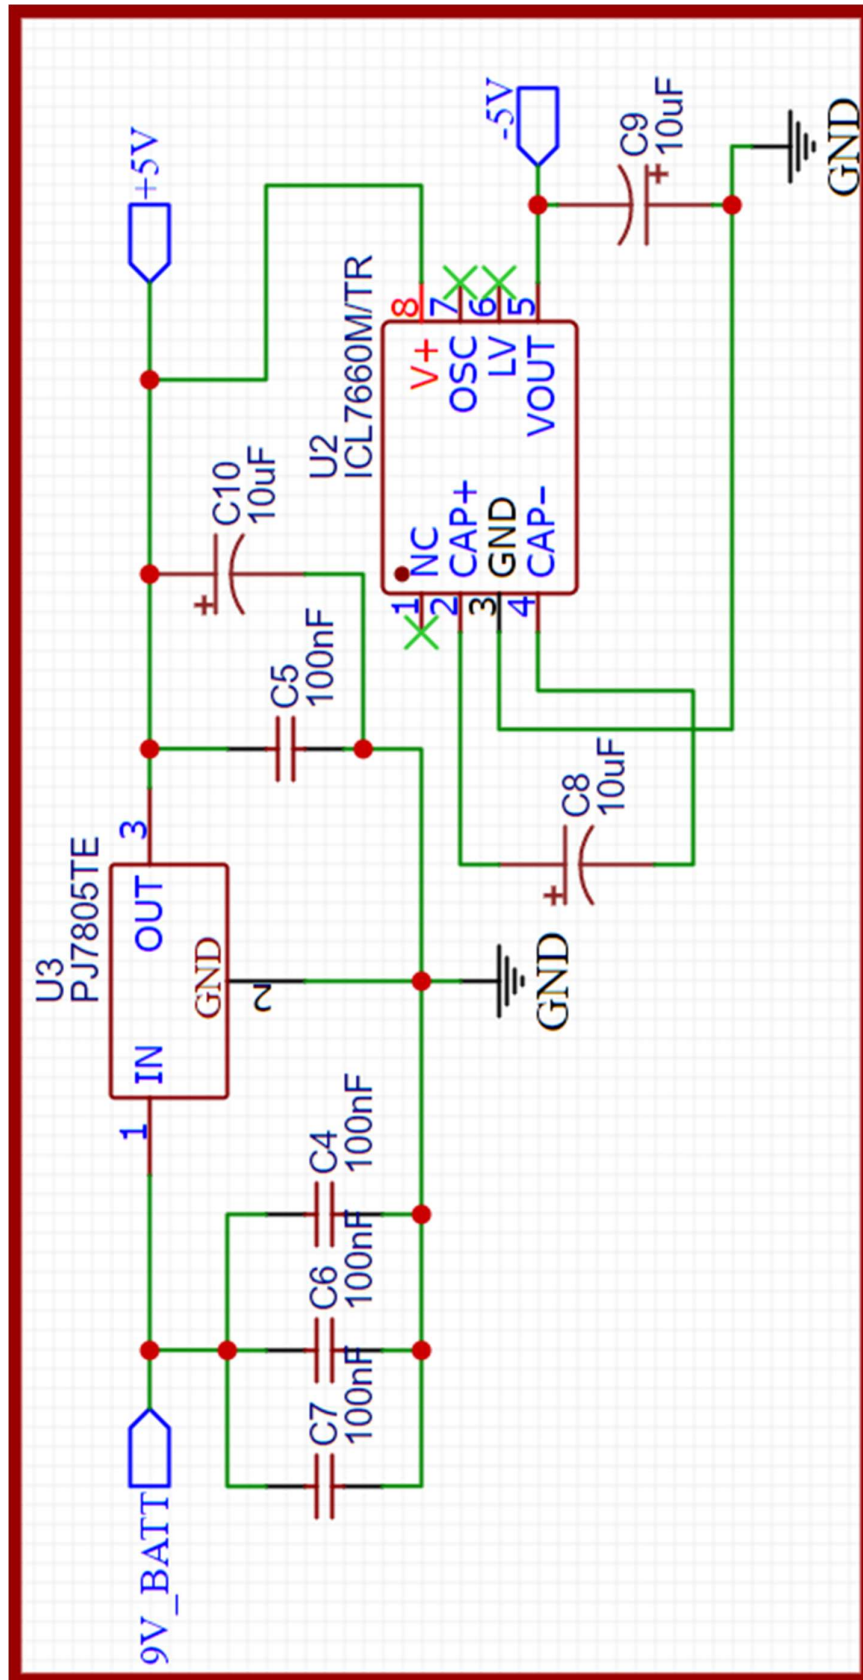 9V_BATT
1
IN
U3
PJ7805TE
OUT
3
GND
2
C7
100nF
C6
100nF
C4
100nF
GND
C5
100nF
+
C10
10uF
+5V
U2
ICL7660M/TR
1
NC
2
CAP+
3
GND
4
CAP-
8
V+
7
OSC
6
LV
5
VOUT
+
C8
10uF
-5V
C9
10uF
+
GND